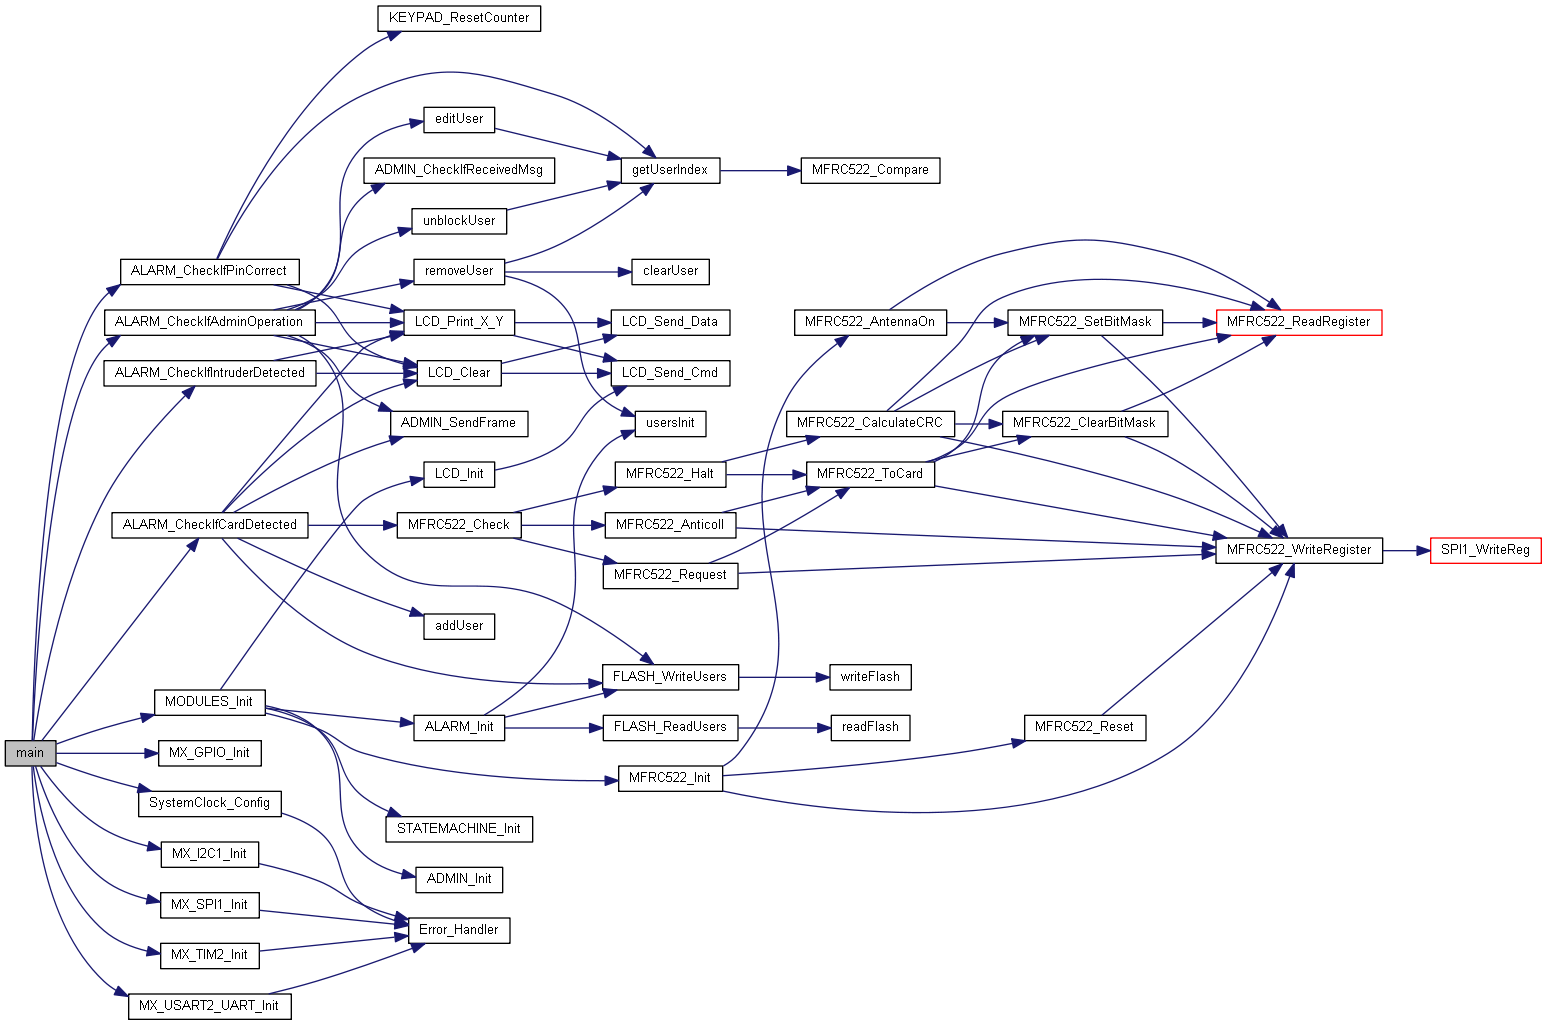 KEYPAD_ResetCounter
editUser
ADMIN_CheckIfReceivedMsg
getUserIndex
MFRC522_Compare
unblockUser
ALARM_CheckIfPinCorrect
removeUser
clearUser
ALARM_CheckIfAdminOperation
LCD_Print_X_Y
LCD_Send_Data
MFRC522_AntennaOn
MFRC522_SetBitMask
MFRC522_ReadRegister
ALARM_CheckIfIntruderDetected
LCD_Clear
LCD_Send_Cmd
ADMIN_SendFrame
usersInit
MFRC522_CalculateCRC
MFRC522_ClearBitMask
LCD_Init
MFRC522_Halt
MFRC522_ToCard
ALARM_CheckIfCardDetected
MFRC522_Check
MFRC522_Anticoll
MFRC522_WriteRegister
SPI1_WriteReg
MFRC522_Request
addUser
FLASH_WriteUsers
writeFlash
MODULES_Init
ALARM_Init
FLASH_ReadUsers
readFlash
MFRC522_Reset
main
MX_GPIO_Init
MFRC522_Init
SystemClock_Config
STATEMACHINE_Init
MX_I2C1_Init
ADMIN_Init
MX_SPI1_Init
Error_Handler
MX_TIM2_Init
MX_USART2_UART_Init